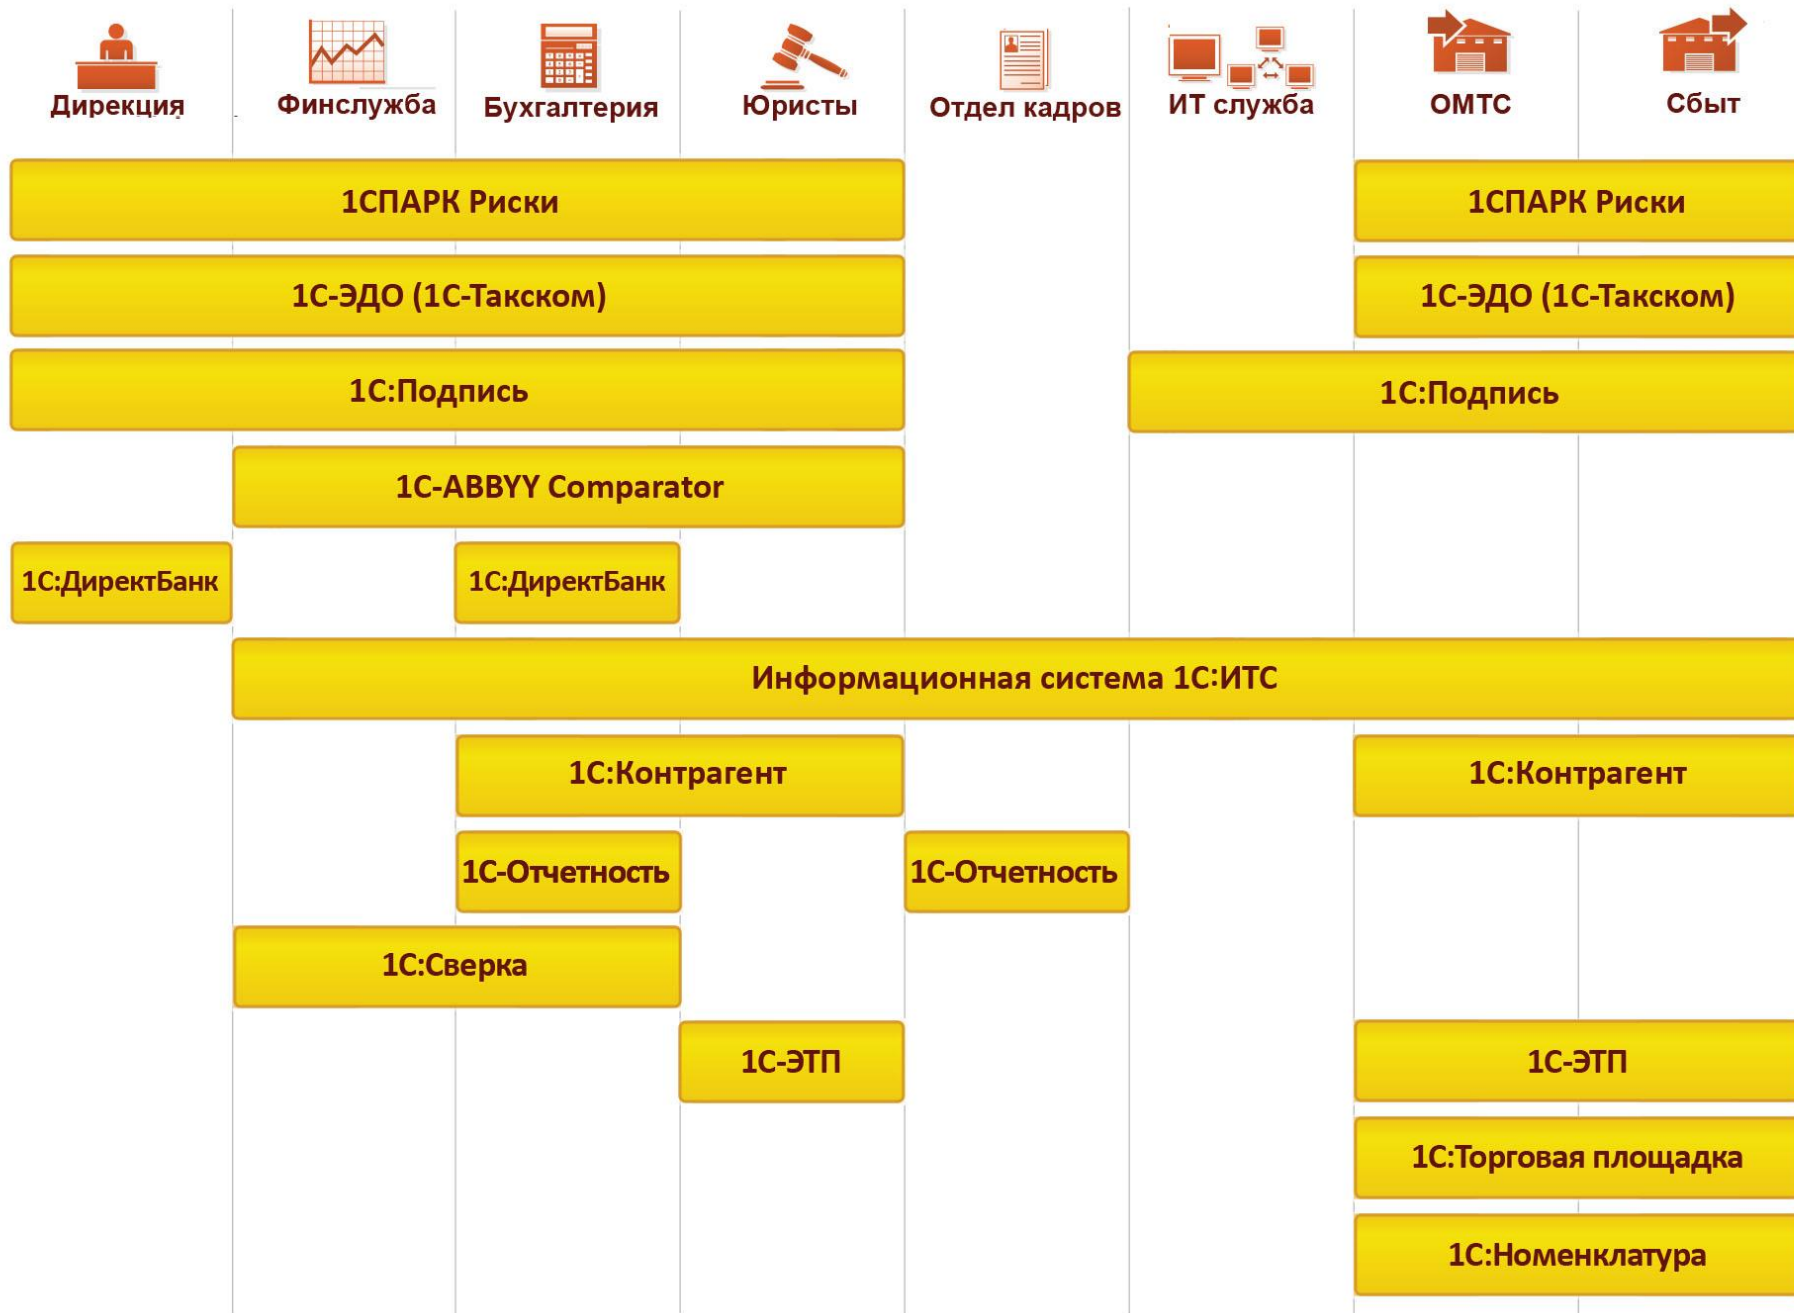 Дирекция
Финслужба
Бухгалтерия
Юристы
Отдел кадров
ИТ служба
ОМТС
Сбыт
1СПАРК Риски
1СПАРК Риски
1С-ЭДО (1С-Такском)
1С-ЭДО (1С-Такском)
1С:Подпись
1С:Подпись
1С-ABBYY Comparator
1С:ДиректБанк
1С:ДиректБанк
Информационная система 1С:ИТС
1С:Контрагент
1С:Контрагент
1С-Отчетность
1С-Отчетность
1С:Сверка
1С-ЭТП
1С-ЭТП
1С:Торговая площадка
1С:Номенклатура